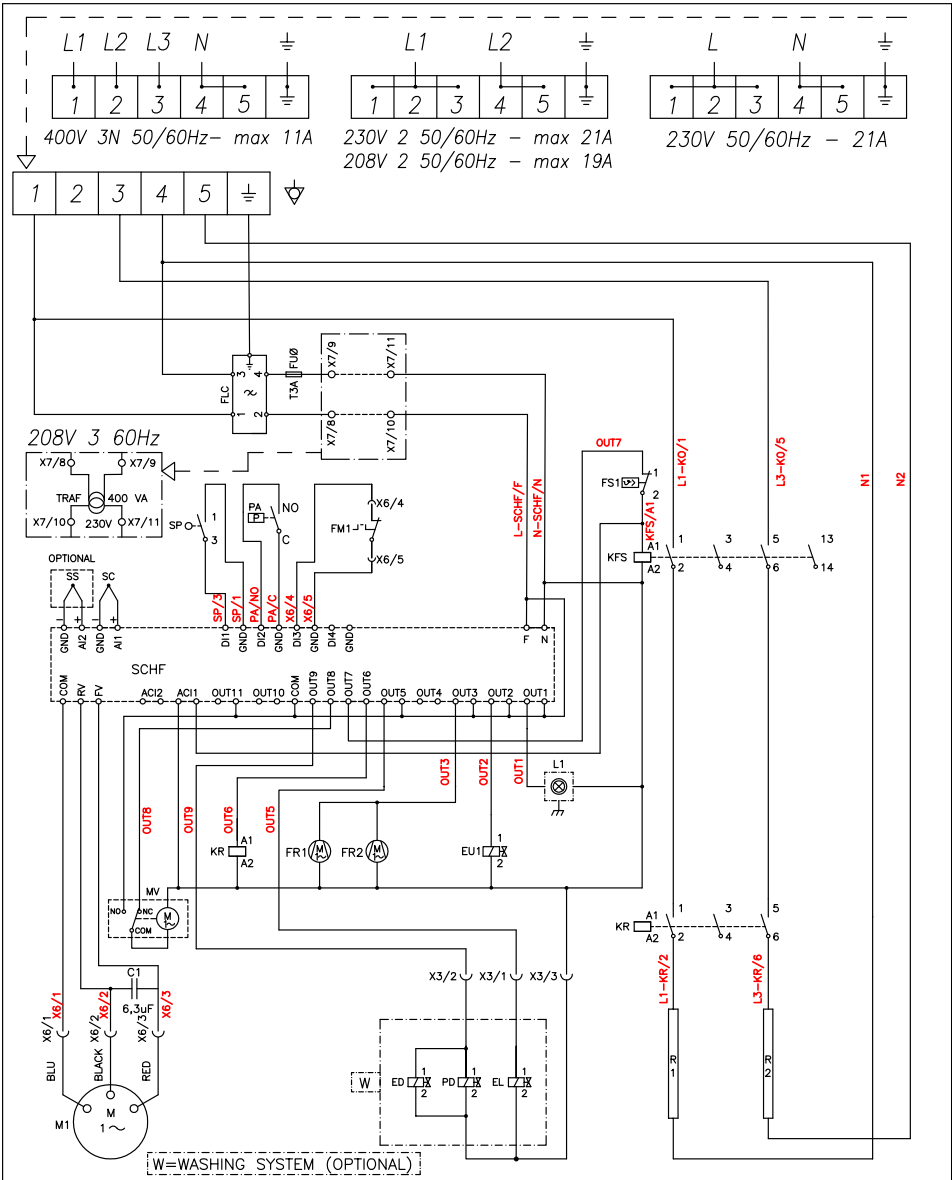 L1 L2 L3 N ⏚
1 2 3 4 5 ⏚
400V 3N 50/60Hz- max 11A
L1 L2 ⏚
1 2 3 4 5 ⏚
230V 2 50/60Hz - max 21A
208V 2 50/60Hz - max 19A
L N ⏚
1 2 3 4 5 ⏚
230V 50/60Hz - 21A
1 2 3 4 5 ⏚
FLC
3 4
~
1 2
T3A FU0
X7/9 X7/11
X7/8 X7/10
208V 3 60Hz
X7/8 X7/9
TRAF 400 VA
X7/10 230V X7/11
SP 1 3
PA P NO C
X6/4
FM1
X6/5
OUT7
FS1 1 2
KFS/A1
L1-K0/1
L3-K0/5
N1
N2
L-SCHF/F
N-SCHF/N
KFS A1 A2
1 2
3 4
5 6
13 14
OPTIONAL
SS SC
- + - +
GND AI2 GND AI1
SP/3 SP/1 PA/NO PA/C X6/4 X6/5
DI1 GND DI2 GND DI3 GND DI4 GND
F N
SCHF
COM RV FV ACI2 ACI1 OUT11 OUT10 COM OUT9 OUT8 OUT7 OUT6 OUT5 OUT4 OUT3 OUT2 OUT1
OUT8 OUT9 OUT6 OUT5 OUT3 OUT2 OUT1
L1
KR A1 A2
FR1 M ~
FR2 M ~
EU1 1 2
MV
NO NC
COM
M ~
KR A1 A2
1 2
3 4
5 6
L1-KR/2
L3-KR/6
C1
6,3uF
X6/1 X6/1
X6/2 X6/2
X6/3 X6/3
BLU BLACK RED
M1
M
1~
X3/2 X3/1 X3/3
W
ED 1 2
PD 1 2
EL 1 2
R 1
R 2
W=WASHING SYSTEM (OPTIONAL)